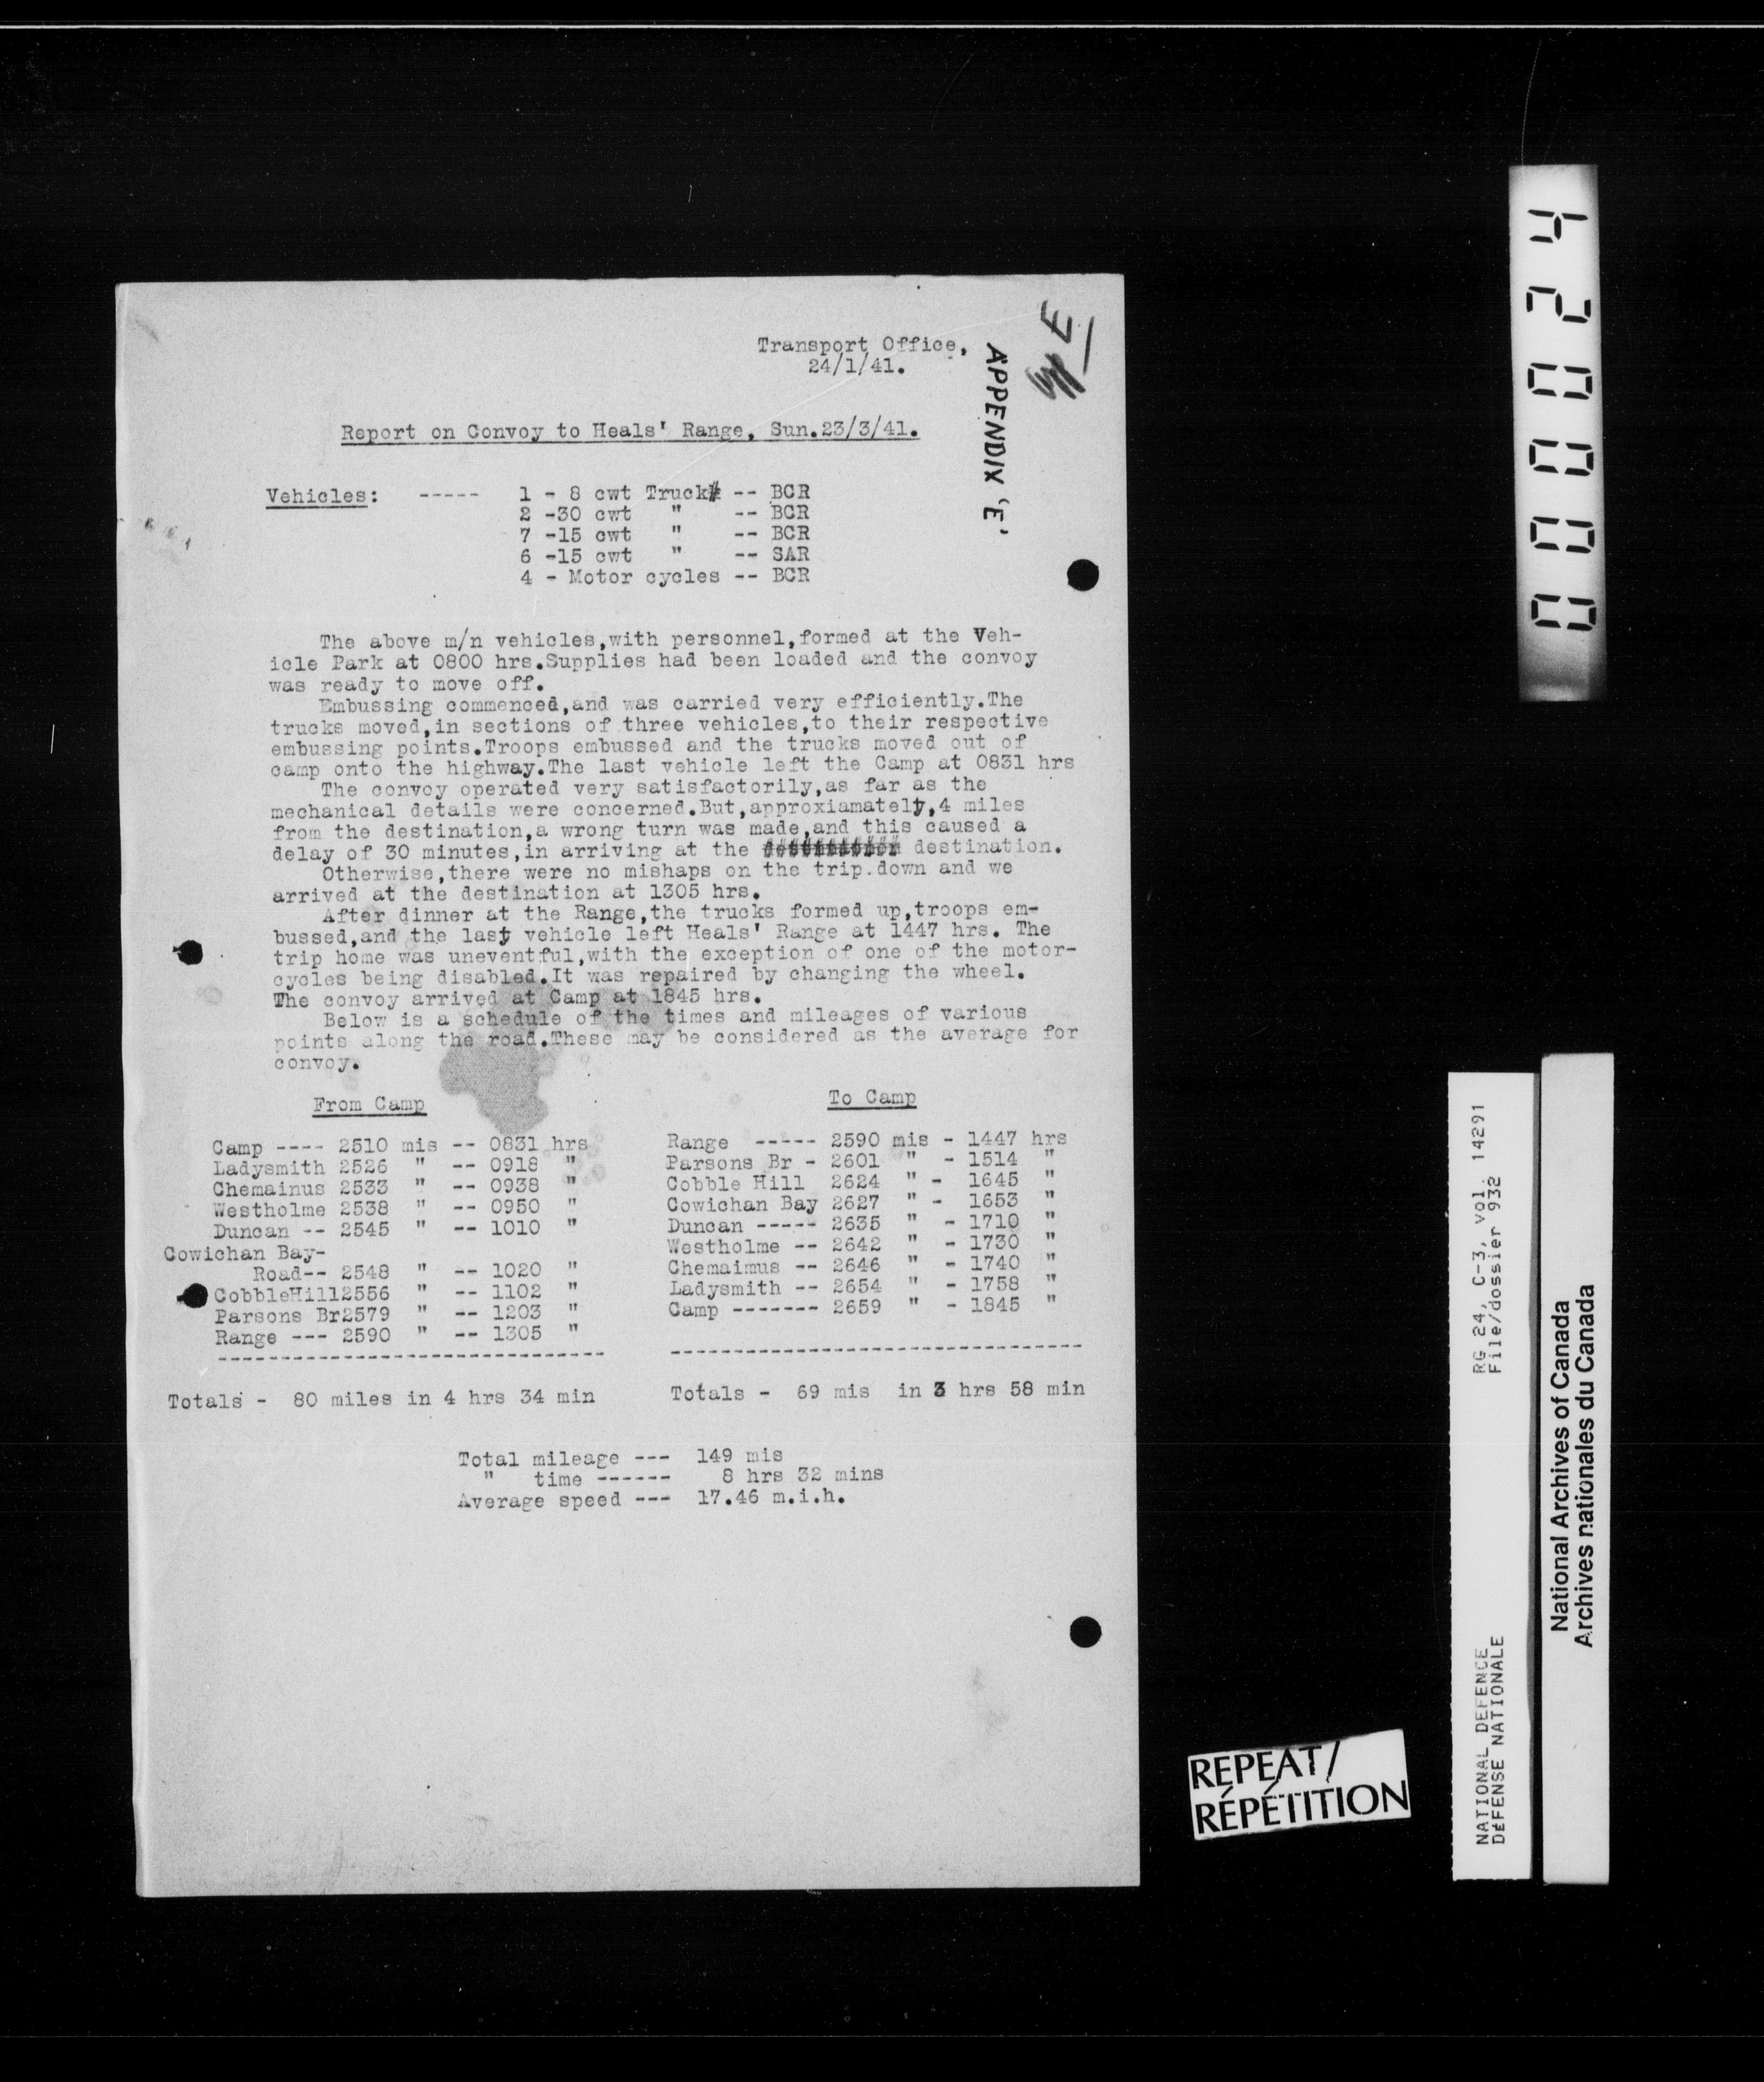 Transport Office,
24/1/41.
E
APPENDIX 'E'
Report on Convoy to Heals' Range, Sun.23/3/41.
Vehicles: ----- 1 - 8 cwt Truck -- BCR
2 -30 cwt " -- BCR
7 -15 cwt " -- BCR
6 -15 cwt " -- SAR
4 - Motor cycles -- BCR
The above m/n vehicles,with personnel,formed at the Veh-
icle Park at 0800 hrs.Supplies had been loaded and the convoy
was ready to move off.
Embussing commenced,and was carried very efficiently.The
trucks moved,in sections of three vehicles,to their respective
embussing points.Troops embussed and the trucks moved out of
camp onto the highway.The last vehicle left the Camp at 0831 hrs
The convoy operated very satisfactorily,as far as the
mechanical details were concerned.But,approxiamately,4 miles
from the destination,a wrong turn was made,and this caused a
delay of 30 minutes,in arriving at the destination.
Otherwise,there were no mishaps on the trip.down and we
arrived at the destination at 1305 hrs.
After dinner at the Range,the trucks formed up,troops em-
bussed,and the last vehicle left Heals' Range at 1447 hrs. The
trip home was uneventful,with the exception of one of the motor-
cycles being disabled.It was repaired by changing the wheel.
The convoy arrived at Camp at 1845 hrs.
Below is a schedule of the times and mileages of various
points along the road.These may be considered as the average for
convoy.
From Camp
Camp ---- 2510 mis -- 0831 hrs
Ladysmith 2526 " -- 0918 "
Chemainus 2533 " -- 0938 "
Westholme 2538 " -- 0950 "
Duncan -- 2545 " -- 1010 "
Cowichan Bay-
Road-- 2548 " -- 1020 "
CobbleHill2556 " -- 1102 "
Parsons Br2579 " -- 1203 "
Range --- 2590 " -- 1305 "
-------------------------------
Totals - 80 miles in 4 hrs 34 min
To Camp
Range ----- 2590 mis - 1447 hrs
Parsons Br - 2601 " - 1514 "
Cobble Hill 2624 " - 1645 "
Cowichan Bay 2627 " - 1653 "
Duncan ----- 2635 " - 1710 "
Westholme -- 2642 " - 1730 "
Chemaimus -- 2646 " - 1740 "
Ladysmith -- 2654 " - 1758 "
Camp ------- 2659 " - 1845 "
---------------------------------
Totals - 69 mis in 3 hrs 58 min
Total mileage --- 149 mis
" time ------ 8 hrs 32 mins
Average speed --- 17.46 m.i.h.
000024
NATIONAL DEFENCE RG 24, C-3, vol. 14291
DÉFENSE NATIONALE File/dossier 932
National Archives of Canada
Archives nationales du Canada
REPEAT/
RÉPÉTITION